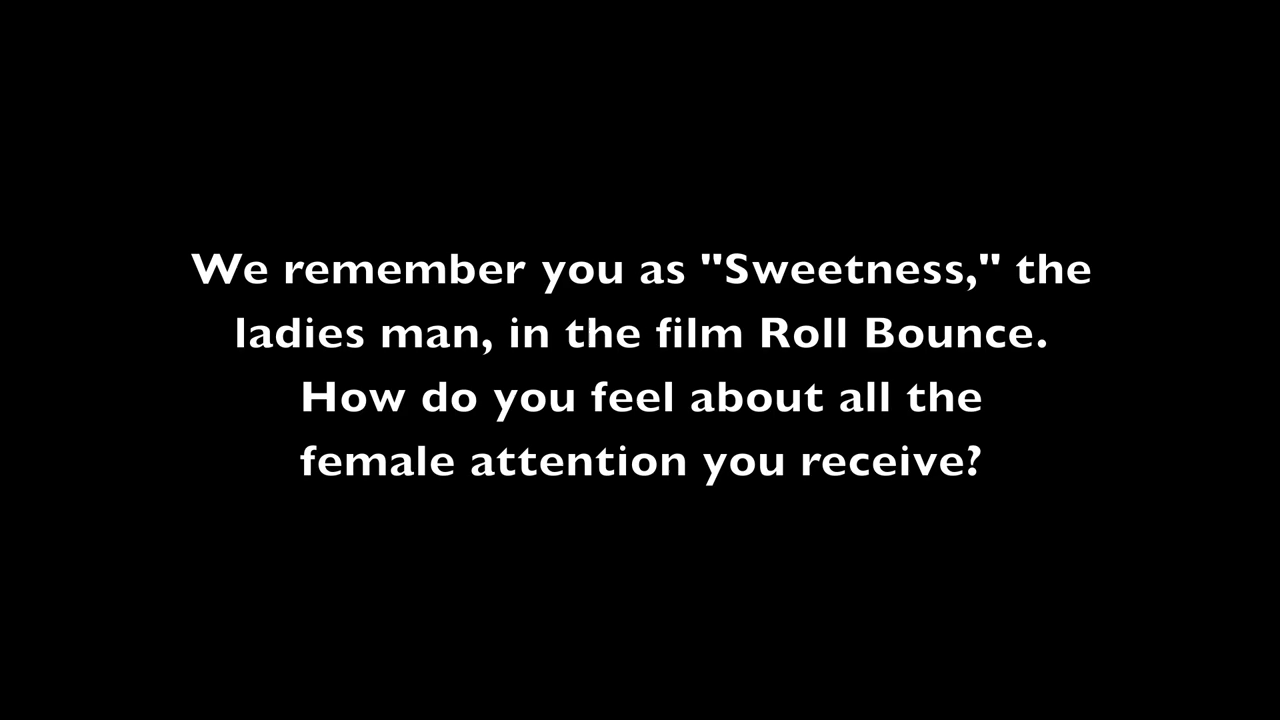 We remember you as "Sweetness," the
ladies man, in the film Roll Bounce.
How do you feel about all the
female attention you receive?